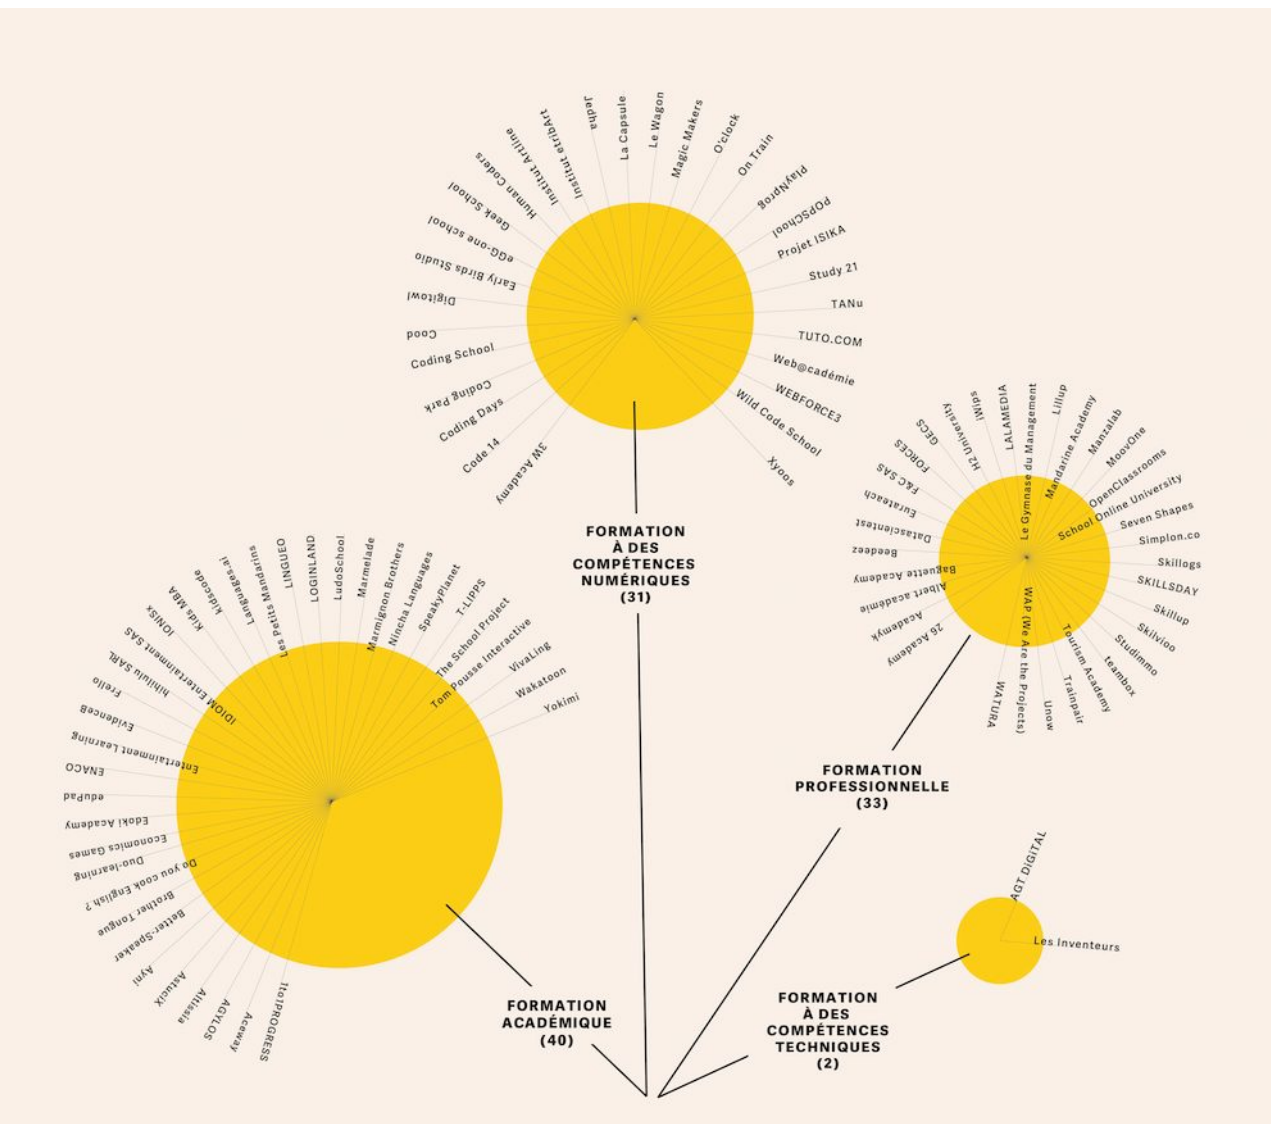 3W Academy
Code 14
Coding Days
Coding Park
Coding School
Cood
Digitowl
Early Birds Studio
eGG-one school
Geek School
Human Coders
Institut Artline
Institut etribArt
Jedha
La Capsule
Le Wagon
Magic Makers
O'clock
On Train
PlayNprog
POPSChool
Projet ISIKA
Study 21
TANu
TUTO.COM
Web@cadémie
WEBFORCE3
Wild Code School
Xyoos
FORMATION
À DES
COMPÉTENCES
NUMÉRIQUES
(31)
26 Academy
Academyk
Albert académie
Baguette Academy
Beedeez
Datascientest
Eurateach
F&C SAS
FORCES
GECS
H2 University
iWips
LALAMEDIA
Le Gymnase du Management
Lillup
Mandarine Academy
Manzalab
MoovOne
OpenClassrooms
School Online University
Seven Shapes
Simplon.co
Skillogs
SKILLSDAY
Skillup
Skilvioo
Studimmo
teambox
Tourism Academy
Trainpair
Unow
WAP (We Are the Projects)
WATURA
FORMATION
PROFESSIONNELLE
(33)
1to1PROGRESS
Aceway
AGYLOS
Altissia
AstuciX
Ayni
Better-Speaker
Brother Tongue
Do you cook English ?
Duo-learning
Economics Games
Edoki Academy
eduPad
ENACO
Entertainment Learning
EvidenceB
Frello
hihilulu SARL
IDIOM Entertainment SAS
IONISx
Kids MBA
kidscode
Languages.ai
Les Petits Mandarins
LINGUEO
LOGINLAND
LudoSchool
Marmelade
Marmignon Brothers
Nincha Languages
SpeakyPlanet
T-LIPPS
The School Project
Tom Pousse Interactive
VivaLing
Wakatoon
Yokimi
FORMATION
ACADÉMIQUE
(40)
AGT DiGiTAL
Les Inventeurs
FORMATION
À DES
COMPÉTENCES
TECHNIQUES
(2)